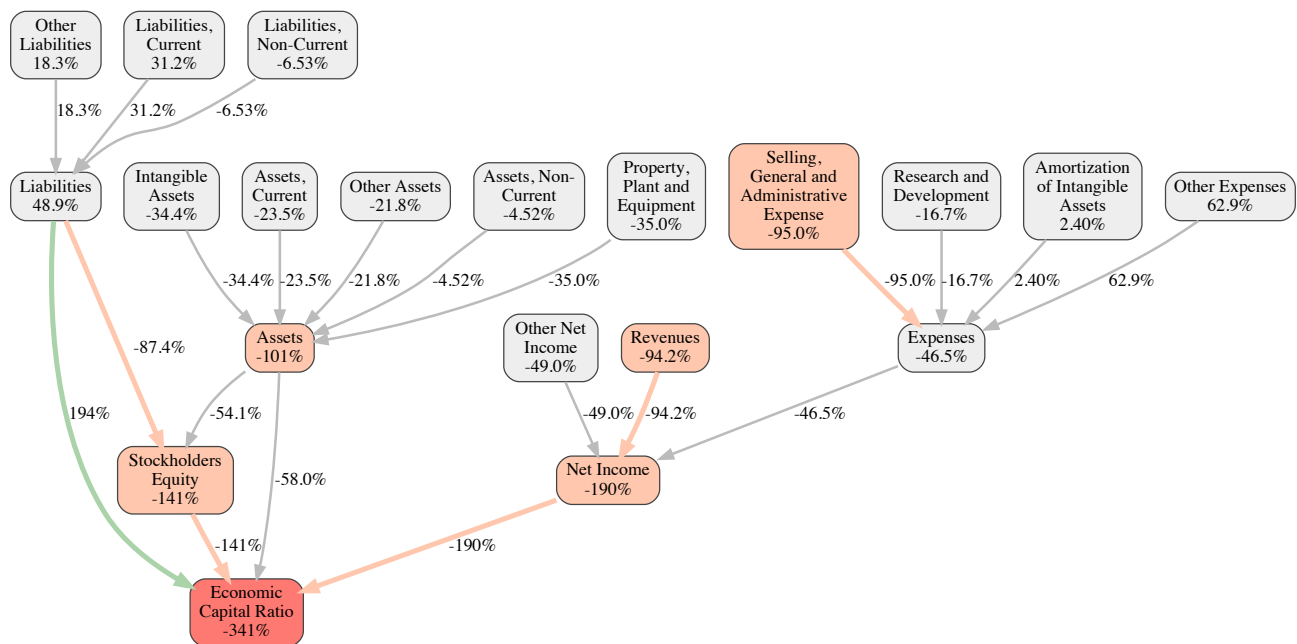 Other
Liabilities
18.3%
Liabilities,
Current
31.2%
Liabilities,
Non-Current
-6.53%
18.3%
31.2%
-6.53%
Liabilities
48.9%
Intangible
Assets
-34.4%
Assets,
Current
-23.5%
Other Assets
-21.8%
Assets, Non-
Current
-4.52%
Property,
Plant and
Equipment
-35.0%
Selling,
General and
Administrative
Expense
-95.0%
Research and
Development
-16.7%
Amortization
of Intangible
Assets
2.40%
Other Expenses
62.9%
-34.4%
-23.5%
-21.8%
-4.52%
-35.0%
-95.0%
-16.7%
2.40%
62.9%
-87.4%
Assets
-101%
Other Net
Income
-49.0%
Revenues
-94.2%
Expenses
-46.5%
194%
-54.1%
-49.0%
-94.2%
-46.5%
Stockholders
Equity
-141%
-58.0%
Net Income
-190%
-141%
-190%
Economic
Capital Ratio
-341%